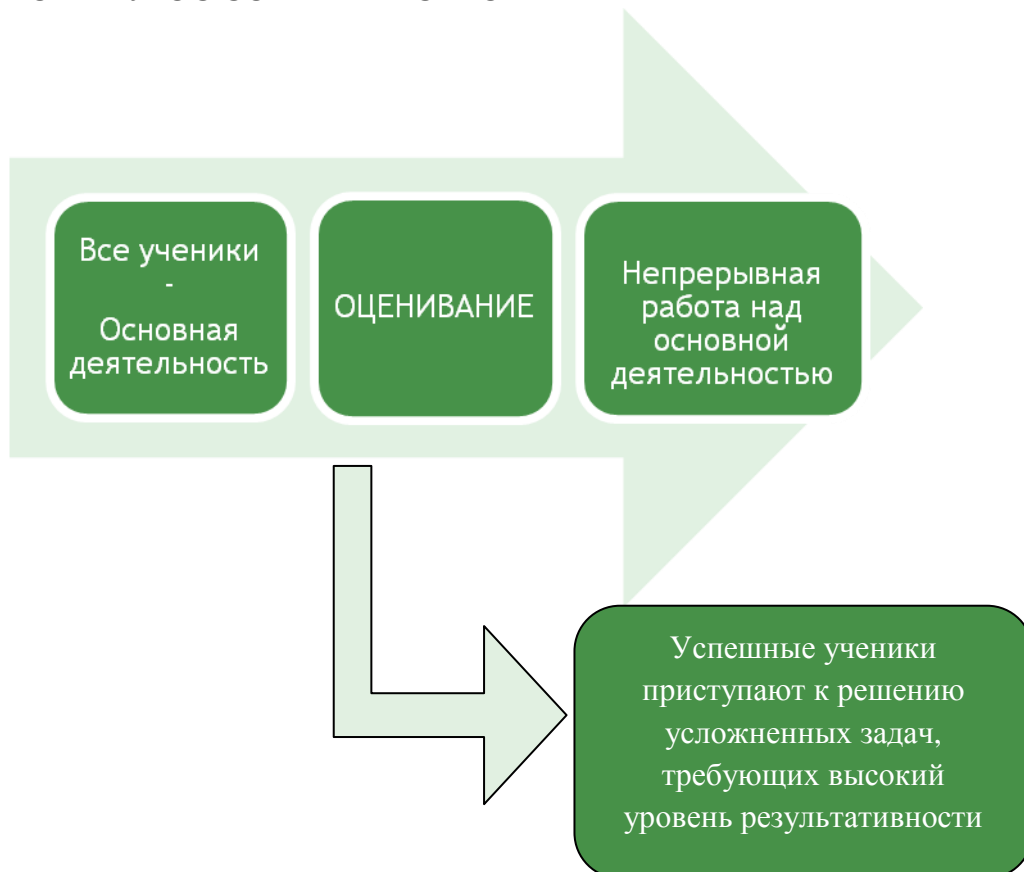 Все ученики
-
Основная
деятельность
ОЦЕНИВАНИЕ
Непрерывная
работа над
основной
деятельностью
Успешные ученики
приступают к решению
усложненных задач,
требующих высокий
уровень результативности